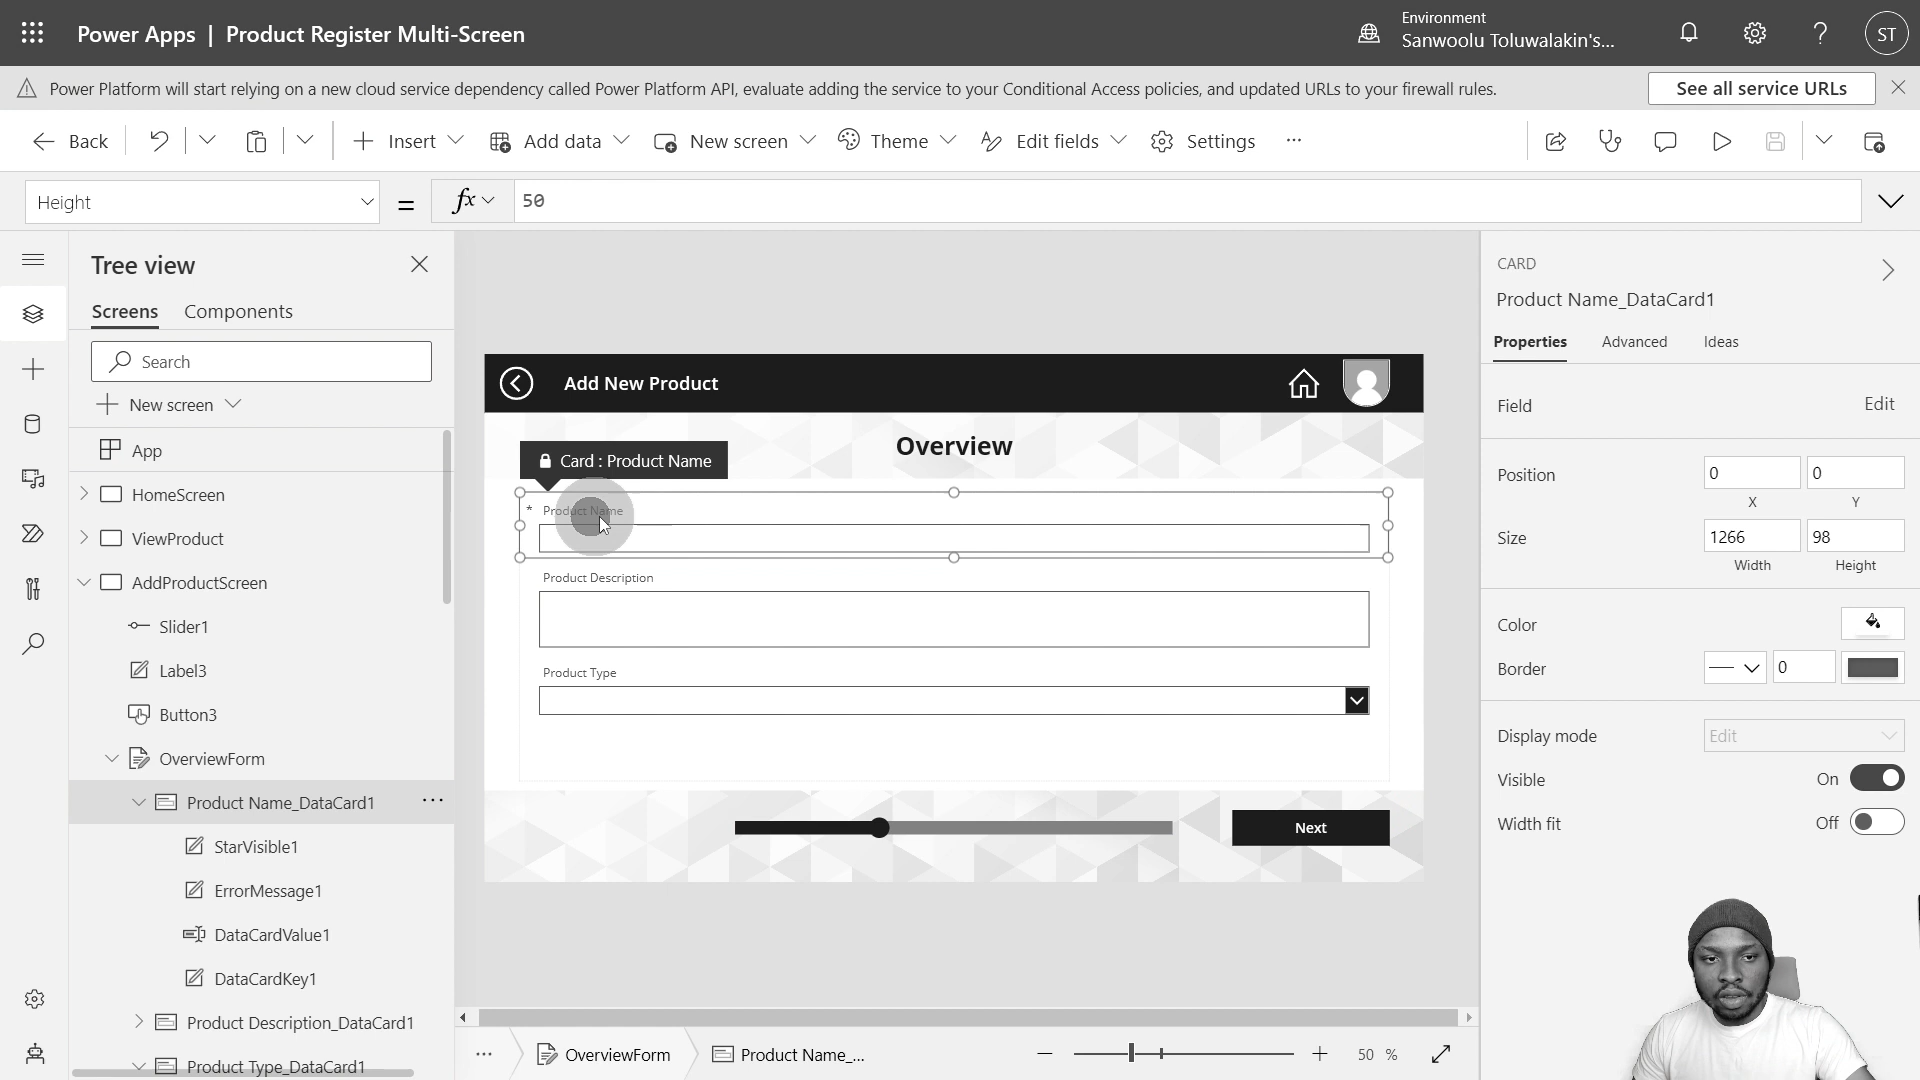 Power Apps | Product Register Multi-Screen
Environment
Sanwoolu Toluwalakin's...
ST
Power Platform will start relying on a new cloud service dependency called Power Platform API, evaluate adding the service to your Conditional Access policies, and updated URLs to your firewall rules.
See all service URLs
Back
Insert
Add data
New screen
Theme
Edit fields
Settings
...
Height
=
fx
50
Tree view
Screens
Components
Search
New screen
App
HomeScreen
ViewProduct
AddProductScreen
Slider1
Label3
Button3
OverviewForm
Product Name_DataCard1
...
StarVisible1
ErrorMessage1
DataCardValue1
DataCardKey1
Product Description_DataCard1
Product Type_DataCard1
Add New Product
Overview
Card : Product Name
* Product Name
Product Description
Product Type
Next
...
OverviewForm
Product Name_...
50 %
CARD
Product Name_DataCard1
Properties
Advanced
Ideas
Field
Edit
Position
0
0
X
Y
Size
1266
98
Width
Height
Color
Border
0
Display mode
Edit
Visible
On
Width fit
Off